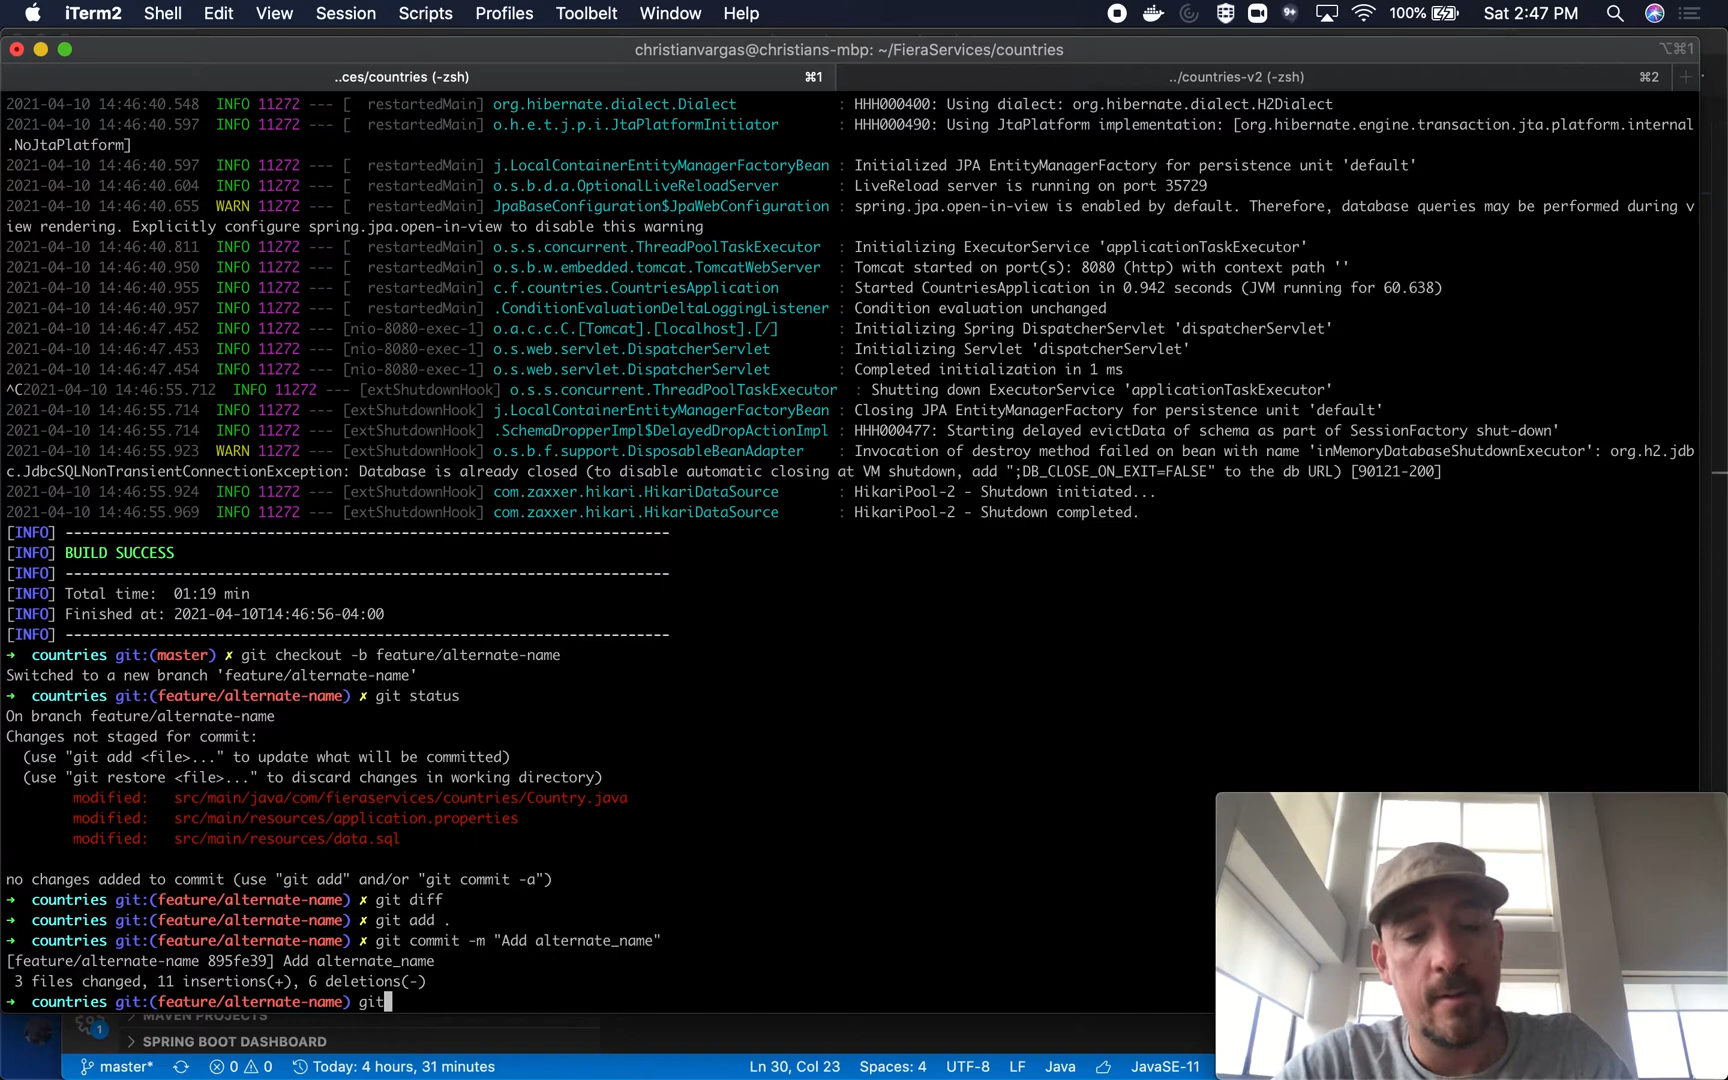 iTerm2 Shell Edit View Session Scripts Profiles Toolbelt Window Help 9+ 100% Sat 2:47 PM
christianvargas@christians-mbp: ~/FieraServices/countries ⌥⌘1
..ces/countries (-zsh) ⌘1 ../countries-v2 (-zsh) ⌘2 +
2021-04-10 14:46:40.548 INFO 11272 --- [ restartedMain] org.hibernate.dialect.Dialect : HHH000400: Using dialect: org.hibernate.dialect.H2Dialect
2021-04-10 14:46:40.597 INFO 11272 --- [ restartedMain] o.h.e.t.j.p.i.JtaPlatformInitiator : HHH000490: Using JtaPlatform implementation: [org.hibernate.engine.transaction.jta.platform.internal
.NoJtaPlatform]
2021-04-10 14:46:40.597 INFO 11272 --- [ restartedMain] j.LocalContainerEntityManagerFactoryBean : Initialized JPA EntityManagerFactory for persistence unit 'default'
2021-04-10 14:46:40.604 INFO 11272 --- [ restartedMain] o.s.b.d.a.OptionalLiveReloadServer : LiveReload server is running on port 35729
2021-04-10 14:46:40.655 WARN 11272 --- [ restartedMain] JpaBaseConfiguration$JpaWebConfiguration : spring.jpa.open-in-view is enabled by default. Therefore, database queries may be performed during v
iew rendering. Explicitly configure spring.jpa.open-in-view to disable this warning
2021-04-10 14:46:40.811 INFO 11272 --- [ restartedMain] o.s.s.concurrent.ThreadPoolTaskExecutor : Initializing ExecutorService 'applicationTaskExecutor'
2021-04-10 14:46:40.950 INFO 11272 --- [ restartedMain] o.s.b.w.embedded.tomcat.TomcatWebServer : Tomcat started on port(s): 8080 (http) with context path ''
2021-04-10 14:46:40.955 INFO 11272 --- [ restartedMain] c.f.countries.CountriesApplication : Started CountriesApplication in 0.942 seconds (JVM running for 60.638)
2021-04-10 14:46:40.957 INFO 11272 --- [ restartedMain] .ConditionEvaluationDeltaLoggingListener : Condition evaluation unchanged
2021-04-10 14:46:47.452 INFO 11272 --- [nio-8080-exec-1] o.a.c.c.C.[Tomcat].[localhost].[/] : Initializing Spring DispatcherServlet 'dispatcherServlet'
2021-04-10 14:46:47.453 INFO 11272 --- [nio-8080-exec-1] o.s.web.servlet.DispatcherServlet : Initializing Servlet 'dispatcherServlet'
2021-04-10 14:46:47.454 INFO 11272 --- [nio-8080-exec-1] o.s.web.servlet.DispatcherServlet : Completed initialization in 1 ms
^C2021-04-10 14:46:55.712 INFO 11272 --- [extShutdownHook] o.s.s.concurrent.ThreadPoolTaskExecutor : Shutting down ExecutorService 'applicationTaskExecutor'
2021-04-10 14:46:55.714 INFO 11272 --- [extShutdownHook] j.LocalContainerEntityManagerFactoryBean : Closing JPA EntityManagerFactory for persistence unit 'default'
2021-04-10 14:46:55.714 INFO 11272 --- [extShutdownHook] .SchemaDropperImpl$DelayedDropActionImpl : HHH000477: Starting delayed evictData of schema as part of SessionFactory shut-down'
2021-04-10 14:46:55.923 WARN 11272 --- [extShutdownHook] o.s.b.f.support.DisposableBeanAdapter : Invocation of destroy method failed on bean with name 'inMemoryDatabaseShutdownExecutor': org.h2.jdb
c.JdbcSQLNonTransientConnectionException: Database is already closed (to disable automatic closing at VM shutdown, add ";DB_CLOSE_ON_EXIT=FALSE" to the db URL) [90121-200]
2021-04-10 14:46:55.924 INFO 11272 --- [extShutdownHook] com.zaxxer.hikari.HikariDataSource : HikariPool-2 - Shutdown initiated...
2021-04-10 14:46:55.969 INFO 11272 --- [extShutdownHook] com.zaxxer.hikari.HikariDataSource : HikariPool-2 - Shutdown completed.
[INFO] ------------------------------------------------------------------------
[INFO] BUILD SUCCESS
[INFO] ------------------------------------------------------------------------
[INFO] Total time: 01:19 min
[INFO] Finished at: 2021-04-10T14:46:56-04:00
[INFO] ------------------------------------------------------------------------
➜ countries git:(master) ✗ git checkout -b feature/alternate-name
Switched to a new branch 'feature/alternate-name'
➜ countries git:(feature/alternate-name) ✗ git status
On branch feature/alternate-name
Changes not staged for commit:
(use "git add <file>..." to update what will be committed)
(use "git restore <file>..." to discard changes in working directory)
modified: src/main/java/com/fieraservices/countries/Country.java
modified: src/main/resources/application.properties
modified: src/main/resources/data.sql
no changes added to commit (use "git add" and/or "git commit -a")
➜ countries git:(feature/alternate-name) ✗ git diff
➜ countries git:(feature/alternate-name) ✗ git add .
➜ countries git:(feature/alternate-name) ✗ git commit -m "Add alternate_name"
[feature/alternate-name 895fe39] Add alternate_name
3 files changed, 11 insertions(+), 6 deletions(-)
➜ countries git:(feature/alternate-name) git
> MAVEN PROJECTS
1 > SPRING BOOT DASHBOARD
master* 0 0 Today: 4 hours, 31 minutes Ln 30, Col 23 Spaces: 4 UTF-8 LF Java JavaSE-11